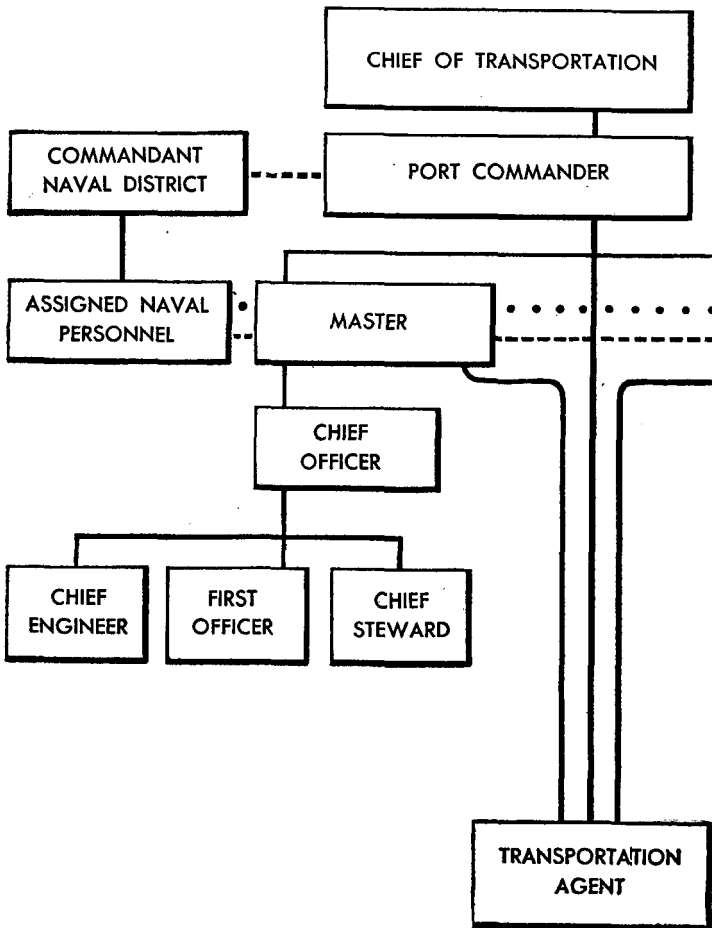 CHIEF OF TRANSPORTATION
COMMANDANT
NAVAL DISTRICT
PORT COMMANDER
ASSIGNED NAVAL
PERSONNEL
MASTER
CHIEF
OFFICER
CHIEF
ENGINEER
FIRST
OFFICER
CHIEF
STEWARD
TRANSPORTATION
AGENT